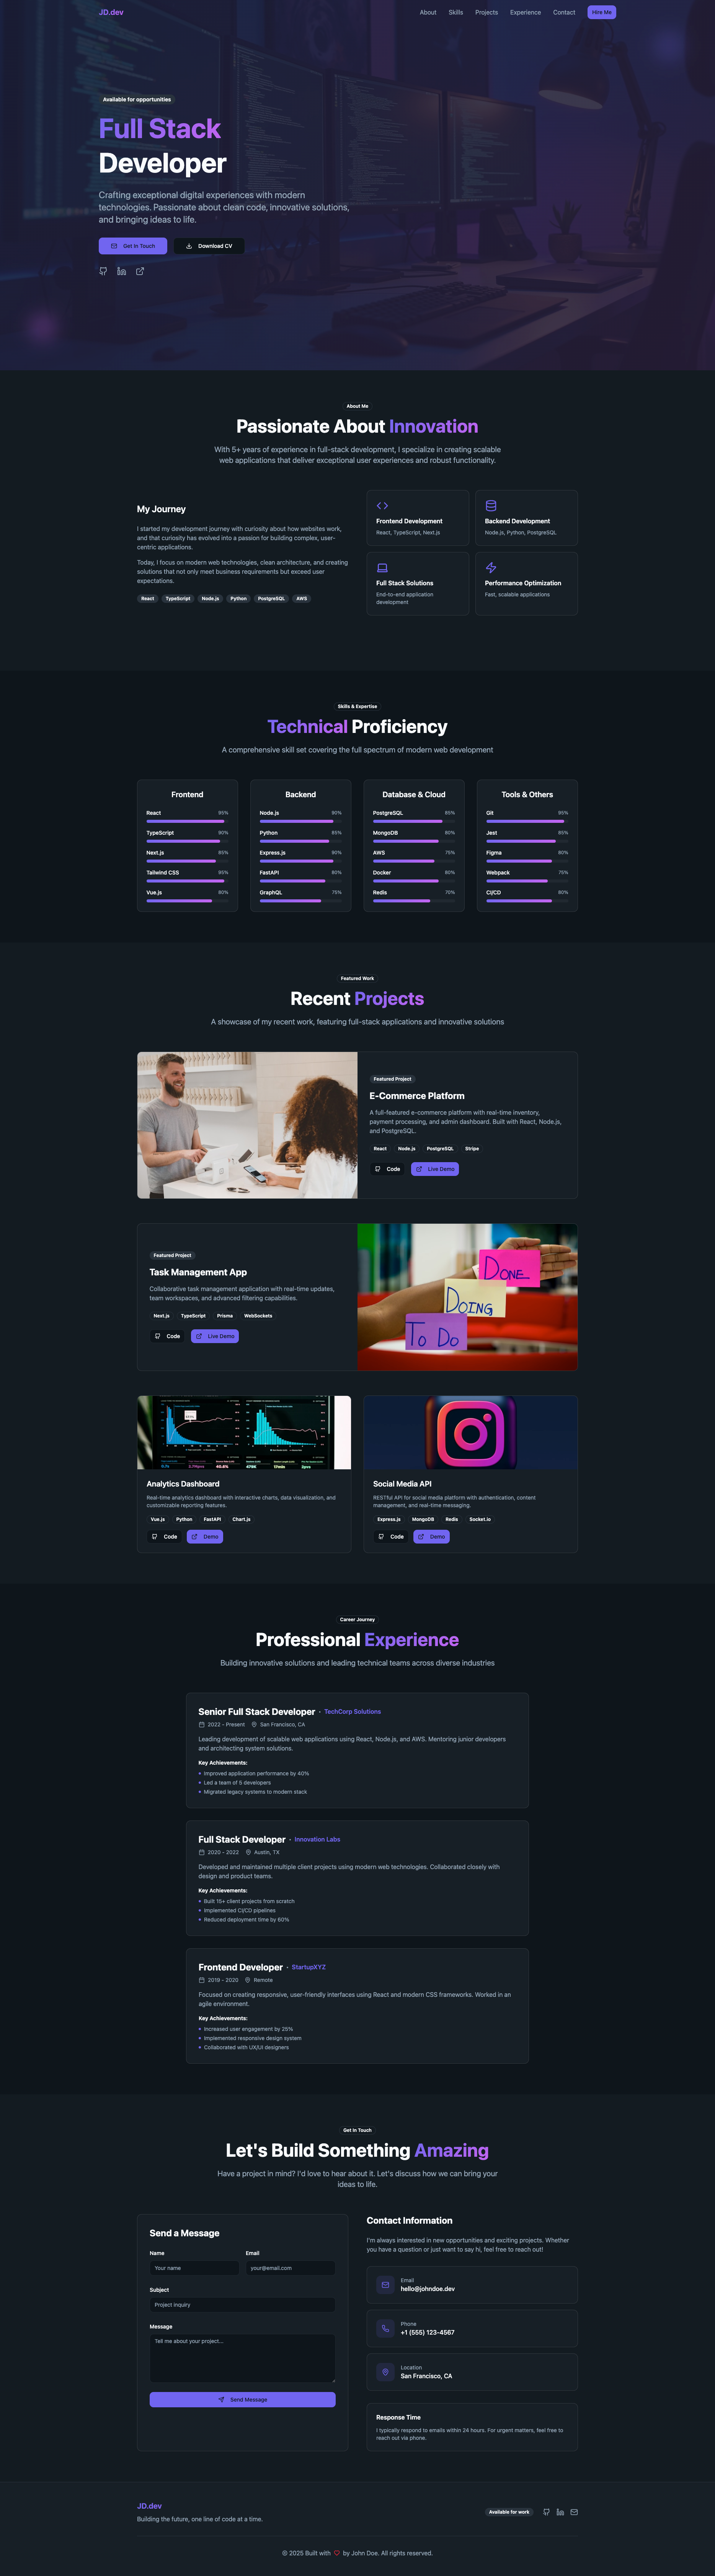 JD.dev
About Skills Projects Experience Contact Hire Me
Available for opportunities
Full Stack
Developer
Crafting exceptional digital experiences with modern
technologies. Passionate about clean code, innovative solutions,
and bringing ideas to life.
Get In Touch Download CV
About Me
Passionate About Innovation
With 5+ years of experience in full-stack development, I specialize in creating scalable
web applications that deliver exceptional user experiences and robust functionality.
My Journey
I started my development journey with curiosity about how websites work,
and that curiosity has evolved into a passion for building complex, user-
centric applications.
Today, I focus on modern web technologies, clean architecture, and creating
solutions that not only meet business requirements but exceed user
expectations.
React TypeScript Node.js Python PostgreSQL AWS
Frontend Development
React, TypeScript, Next.js
Backend Development
Node.js, Python, PostgreSQL
Full Stack Solutions
End-to-end application
development
Performance Optimization
Fast, scalable applications
Skills & Expertise
Technical Proficiency
A comprehensive skill set covering the full spectrum of modern web development
Frontend
React 95%
TypeScript 90%
Next.js 85%
Tailwind CSS 95%
Vue.js 80%
Backend
Node.js 90%
Python 85%
Express.js 90%
FastAPI 80%
GraphQL 75%
Database & Cloud
PostgreSQL 85%
MongoDB 80%
AWS 75%
Docker 80%
Redis 70%
Tools & Others
Git 95%
Jest 85%
Figma 80%
Webpack 75%
CI/CD 80%
Featured Work
Recent Projects
A showcase of my recent work, featuring full-stack applications and innovative solutions
Featured Project
E-Commerce Platform
A full-featured e-commerce platform with real-time inventory,
payment processing, and admin dashboard. Built with React, Node.js,
and PostgreSQL.
React Node.js PostgreSQL Stripe
Code Live Demo
Featured Project
Task Management App
Collaborative task management application with real-time updates,
team workspaces, and advanced filtering capabilities.
Next.js TypeScript Prisma WebSockets
Code Live Demo
DONE
DOING
To Do
Analytics Dashboard
Real-time analytics dashboard with interactive charts, data visualization, and
customizable reporting features.
Vue.js Python FastAPI Chart.js
Code Demo
Social Media API
RESTful API for social media platform with authentication, content
management, and real-time messaging.
Express.js MongoDB Redis Socket.io
Code Demo
Career Journey
Professional Experience
Building innovative solutions and leading technical teams across diverse industries
Senior Full Stack Developer • TechCorp Solutions
2022 - Present San Francisco, CA
Leading development of scalable web applications using React, Node.js, and AWS. Mentoring junior developers
and architecting system solutions.
Key Achievements:
Improved application performance by 40%
Led a team of 5 developers
Migrated legacy systems to modern stack
Full Stack Developer • Innovation Labs
2020 - 2022 Austin, TX
Developed and maintained multiple client projects using modern web technologies. Collaborated closely with
design and product teams.
Key Achievements:
Built 15+ client projects from scratch
Implemented CI/CD pipelines
Reduced deployment time by 60%
Frontend Developer • StartupXYZ
2019 - 2020 Remote
Focused on creating responsive, user-friendly interfaces using React and modern CSS frameworks. Worked in an
agile environment.
Key Achievements:
Increased user engagement by 25%
Implemented responsive design system
Collaborated with UX/UI designers
Get In Touch
Let's Build Something Amazing
Have a project in mind? I'd love to hear about it. Let's discuss how we can bring your
ideas to life.
Send a Message
Name Email
Your name your@email.com
Subject
Project inquiry
Message
Tell me about your project...
Send Message
Contact Information
I'm always interested in new opportunities and exciting projects. Whether
you have a question or just want to say hi, feel free to reach out!
Email
hello@johndoe.dev
Phone
+1 (555) 123-4567
Location
San Francisco, CA
Response Time
I typically respond to emails within 24 hours. For urgent matters, feel free to
reach out via phone.
JD.dev
Building the future, one line of code at a time.
Available for work
© 2025 Built with by John Doe. All rights reserved.